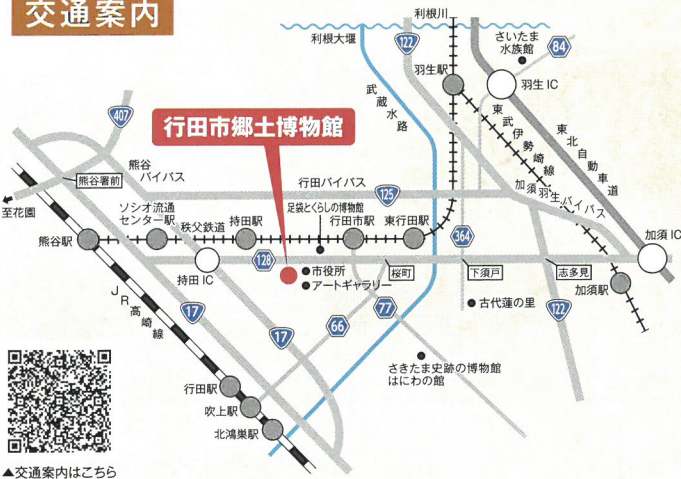 交通案内
利根川
利根大堰
122
さいたま
水族館
84
羽生駅
羽生IC
407
武蔵水路
東武伊勢崎線
東北自動車道
行田市郷土博物館
熊谷
バイパス
熊谷署前
行田バイパス
125
加須羽生バイパス
至花園
ソシオ流通
センター駅
秩父鉄道
持田駅
足袋とくらしの博物館
行田市駅
東行田駅
熊谷駅
364
加須IC
持田IC
128
市役所
アートギャラリー
桜町
下須戸
志多見
加須駅
JR高崎線
17
17
66
77
古代蓮の里
122
さきたま史跡の博物館
はにわの館
行田駅
吹上駅
北鴻巣駅
▲交通案内はこちら